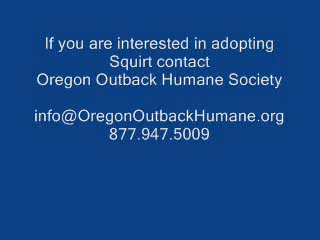 If you are interested in adopting
Squirt contact
Oregon Outback Humane Society
info@OregonOutbackHumane.org
877.947.5009